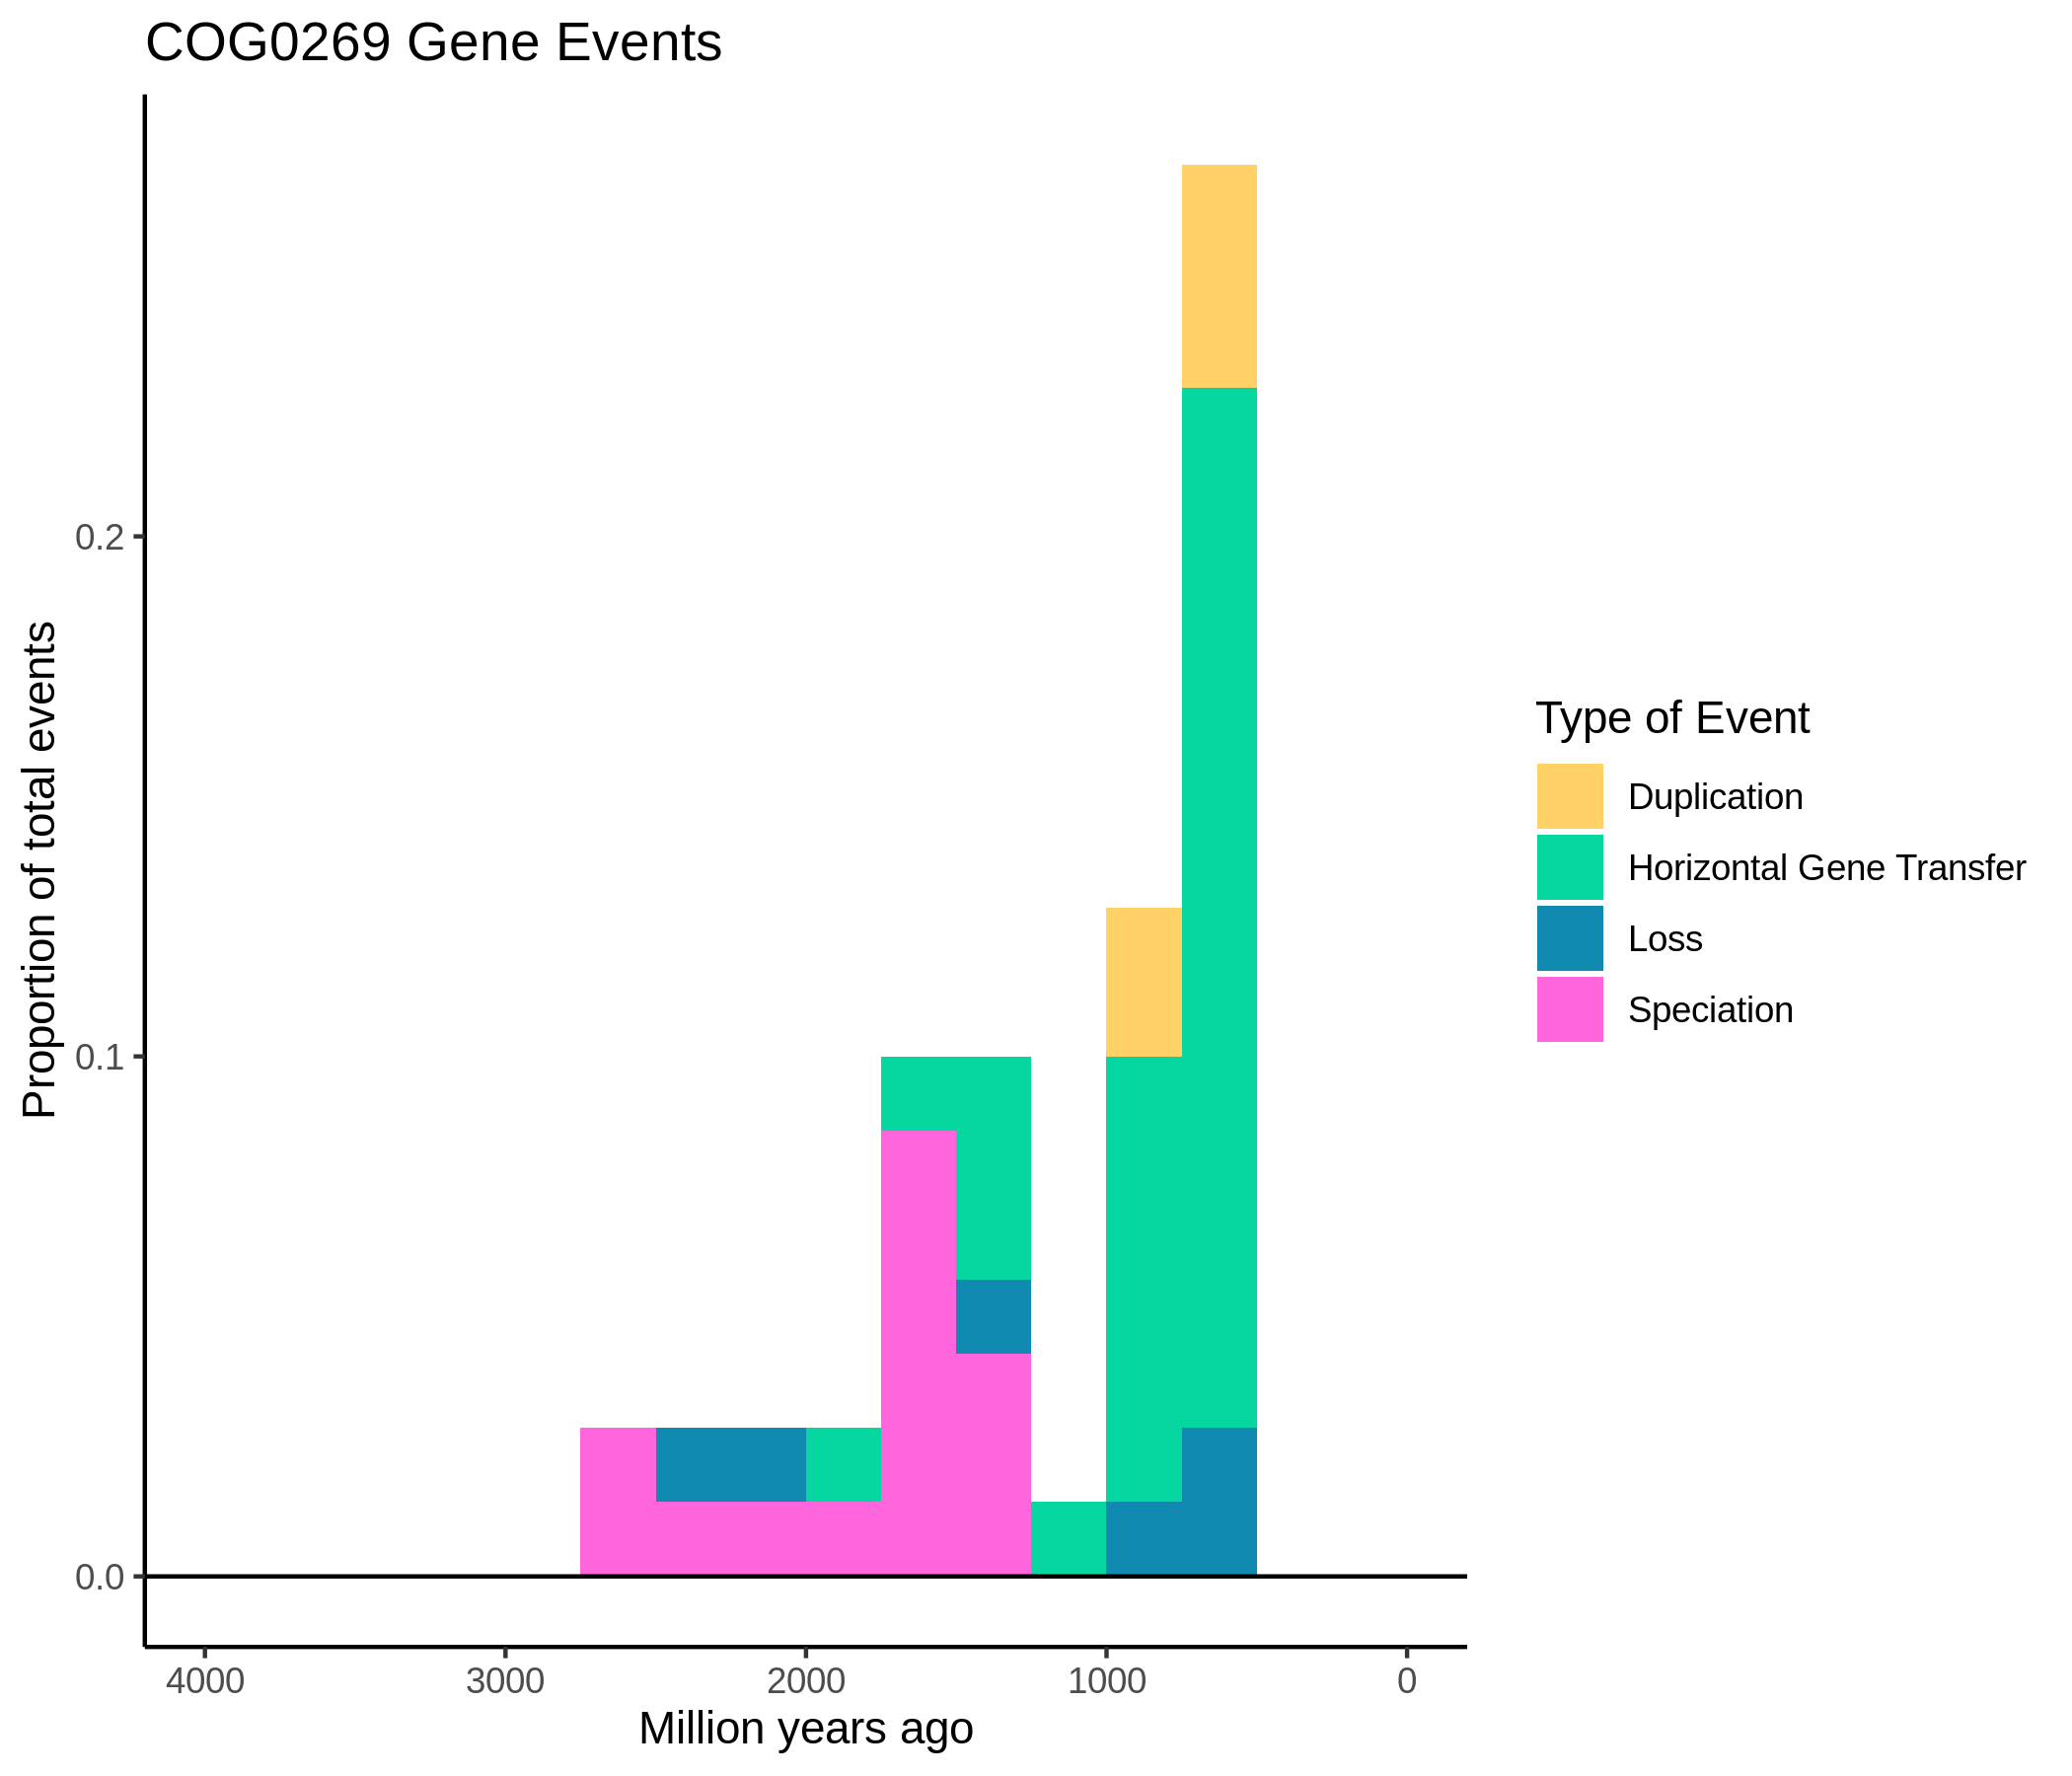 COG0269 Gene Events
Proportion of total events
0.2
0.1
0.0
4000 3000 2000 1000 0
Million years ago
Type of Event
Duplication
Horizontal Gene Transfer
Loss
Speciation